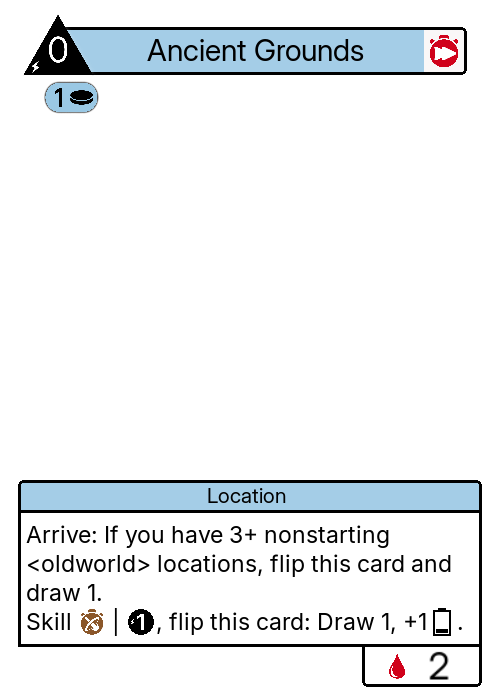 0 Ancient Grounds
1
Location
Arrive: If you have 3+ nonstarting
<oldworld> locations, flip this card and
draw 1.
Skill | 1, flip this card: Draw 1, +1 .
2